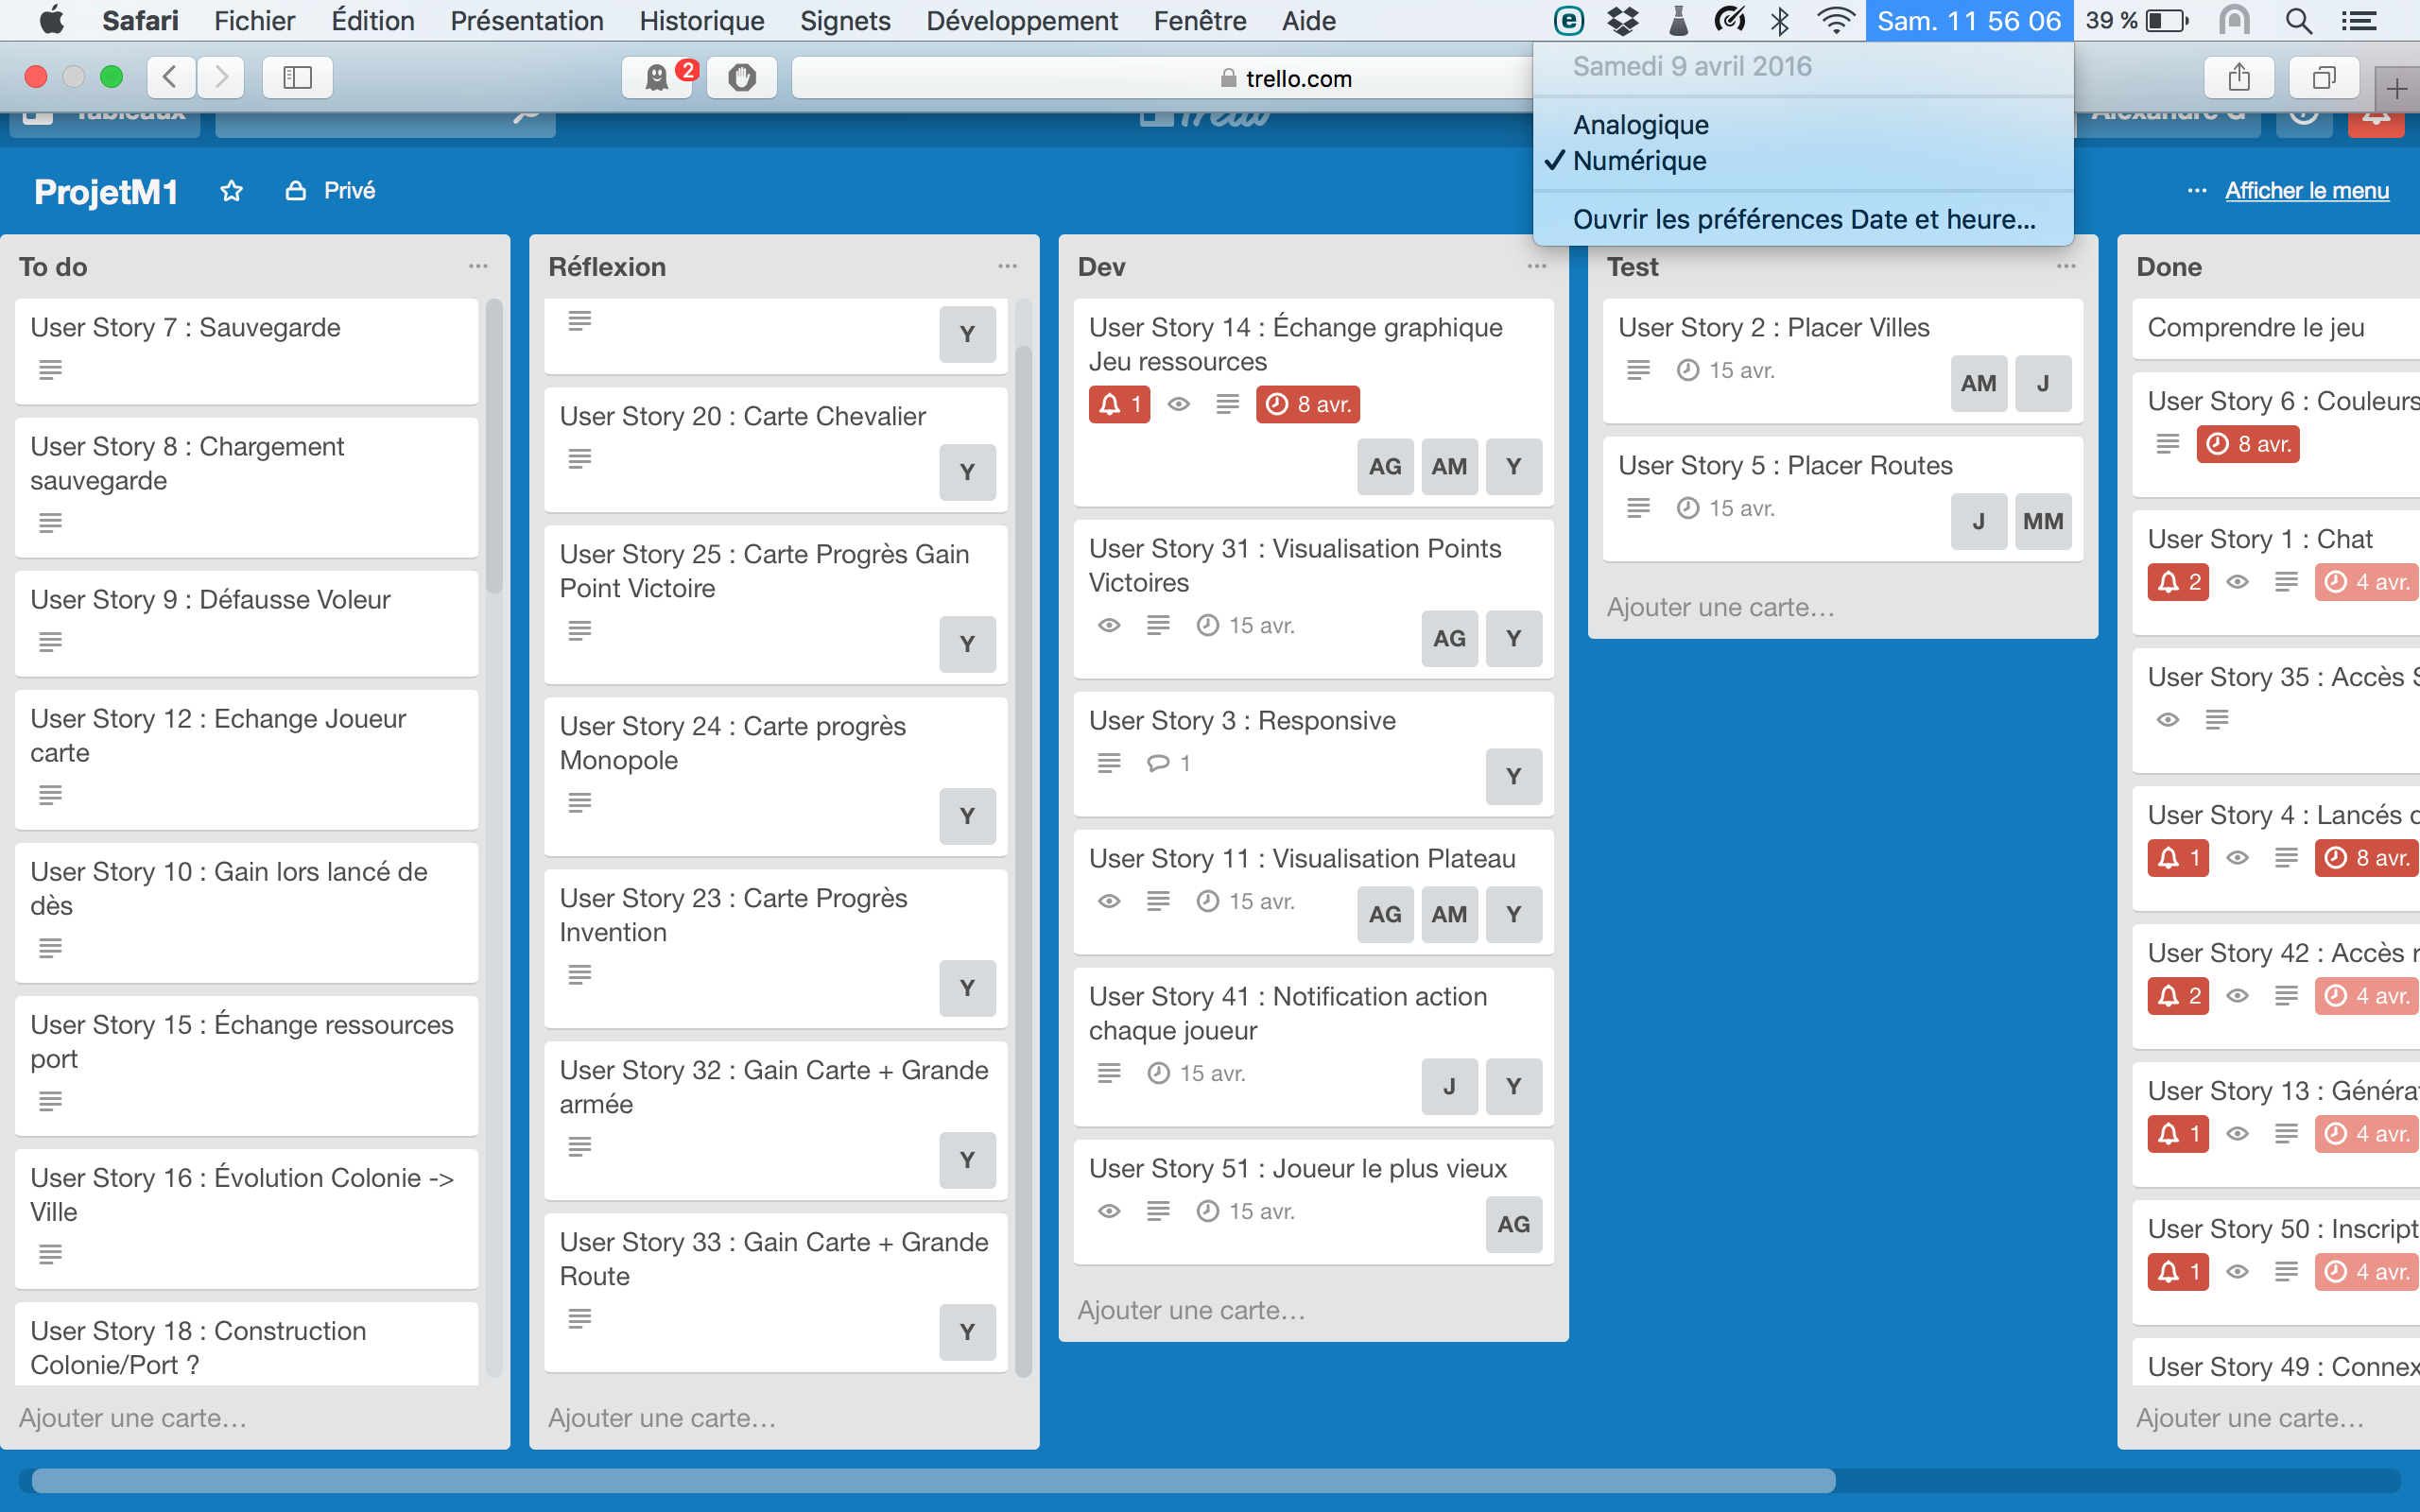 Safari Fichier Édition Présentation Historique Signets Développement Fenêtre Aide Sam. 11 56 06 39 %
2 trello.com
Samedi 9 avril 2016
Analogique
✓ Numérique
Ouvrir les préférences Date et heure...
Tableaux Trello Alexandre G
ProjetM1 Privé ··· Afficher le menu
To do
User Story 7 : Sauvegarde
User Story 8 : Chargement
sauvegarde
User Story 9 : Défausse Voleur
User Story 12 : Echange Joueur
carte
User Story 10 : Gain lors lancé de
dès
User Story 15 : Échange ressources
port
User Story 16 : Évolution Colonie ->
Ville
User Story 18 : Construction
Colonie/Port ?
Ajouter une carte…
Réflexion
Y
User Story 20 : Carte Chevalier
Y
User Story 25 : Carte Progrès Gain
Point Victoire
Y
User Story 24 : Carte progrès
Monopole
Y
User Story 23 : Carte Progrès
Invention
Y
User Story 32 : Gain Carte + Grande
armée
Y
User Story 33 : Gain Carte + Grande
Route
Y
Ajouter une carte…
Dev
User Story 14 : Échange graphique
Jeu ressources
1 8 avr.
AG AM Y
User Story 31 : Visualisation Points
Victoires
15 avr.
AG Y
User Story 3 : Responsive
1
Y
User Story 11 : Visualisation Plateau
15 avr.
AG AM Y
User Story 41 : Notification action
chaque joueur
15 avr.
J Y
User Story 51 : Joueur le plus vieux
15 avr.
AG
Ajouter une carte…
Test
User Story 2 : Placer Villes
15 avr.
AM J
User Story 5 : Placer Routes
15 avr.
J MM
Ajouter une carte…
Done
Comprendre le jeu
User Story 6 : Couleurs
8 avr.
User Story 1 : Chat
2 4 avr.
User Story 35 : Accès
User Story 4 : Lancés
1 8 avr.
User Story 42 : Accès
2 4 avr.
User Story 13 : Généra
1 4 avr.
User Story 50 : Inscript
1 4 avr.
User Story 49 : Connex
Ajouter une carte…